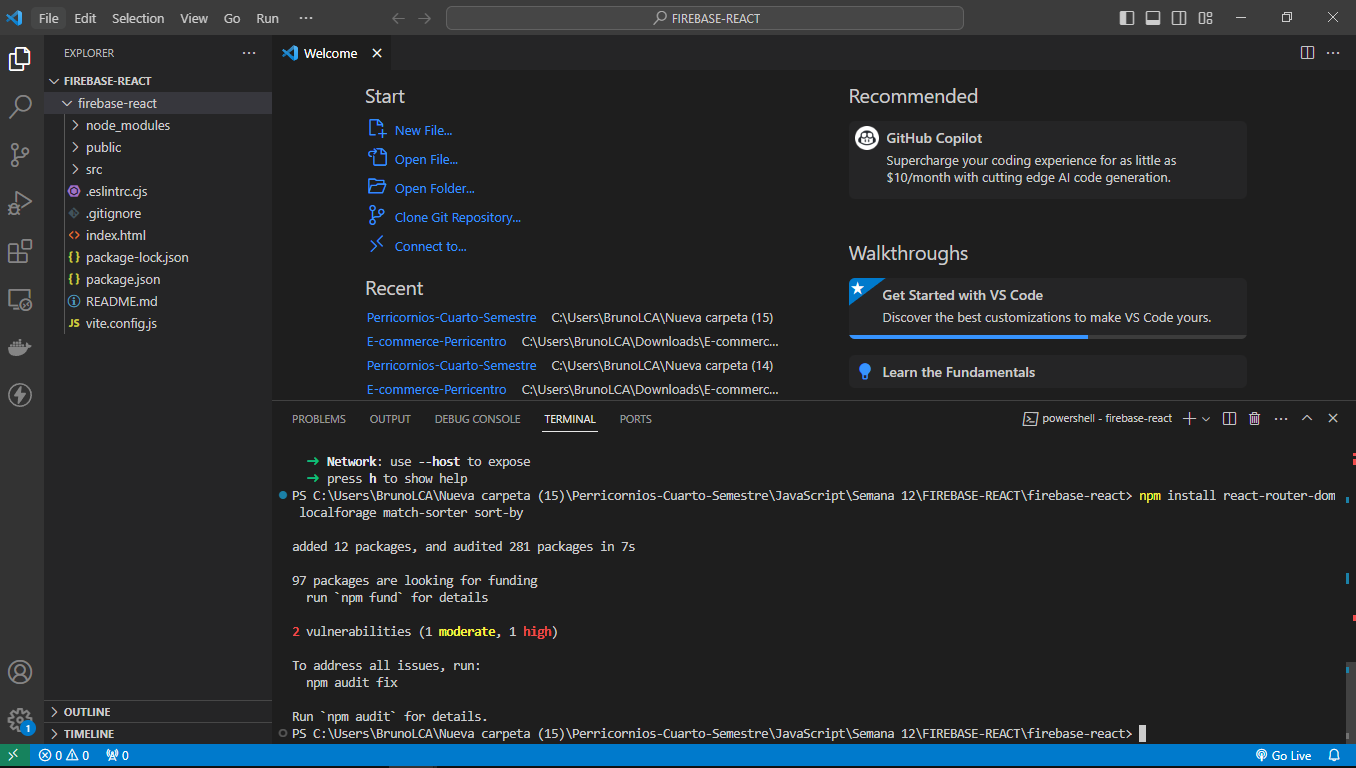 File Edit Selection View Go Run ···
FIREBASE-REACT
EXPLORER
FIREBASE-REACT
firebase-react
node_modules
public
src
.eslintrc.cjs
.gitignore
index.html
package-lock.json
package.json
README.md
JS vite.config.js
OUTLINE
TIMELINE
Welcome
Start
New File...
Open File...
Open Folder...
Clone Git Repository...
Connect to...
Recent
Perricornios-Cuarto-Semestre C:\Users\BrunoLCA\Nueva carpeta (15)
E-commerce-Perricentro C:\Users\BrunoLCA\Downloads\E-commerc...
Perricornios-Cuarto-Semestre C:\Users\BrunoLCA\Nueva carpeta (14)
E-commerce-Perricentro C:\Users\BrunoLCA\Downloads\E-commerc...
Recommended
GitHub Copilot
Supercharge your coding experience for as little as
$10/month with cutting edge AI code generation.
Walkthroughs
Get Started with VS Code
Discover the best customizations to make VS Code yours.
Learn the Fundamentals
PROBLEMS OUTPUT DEBUG CONSOLE TERMINAL PORTS
powershell - firebase-react
➜ Network: use --host to expose
➜ press h to show help
PS C:\Users\BrunoLCA\Nueva carpeta (15)\Perricornios-Cuarto-Semestre\JavaScript\Semana 12\FIREBASE-REACT\firebase-react> npm install react-router-dom
localforage match-sorter sort-by
added 12 packages, and audited 281 packages in 7s
97 packages are looking for funding
run `npm fund` for details
2 vulnerabilities (1 moderate, 1 high)
To address all issues, run:
npm audit fix
Run `npm audit` for details.
PS C:\Users\BrunoLCA\Nueva carpeta (15)\Perricornios-Cuarto-Semestre\JavaScript\Semana 12\FIREBASE-REACT\firebase-react>
1
0 0 0
Go Live